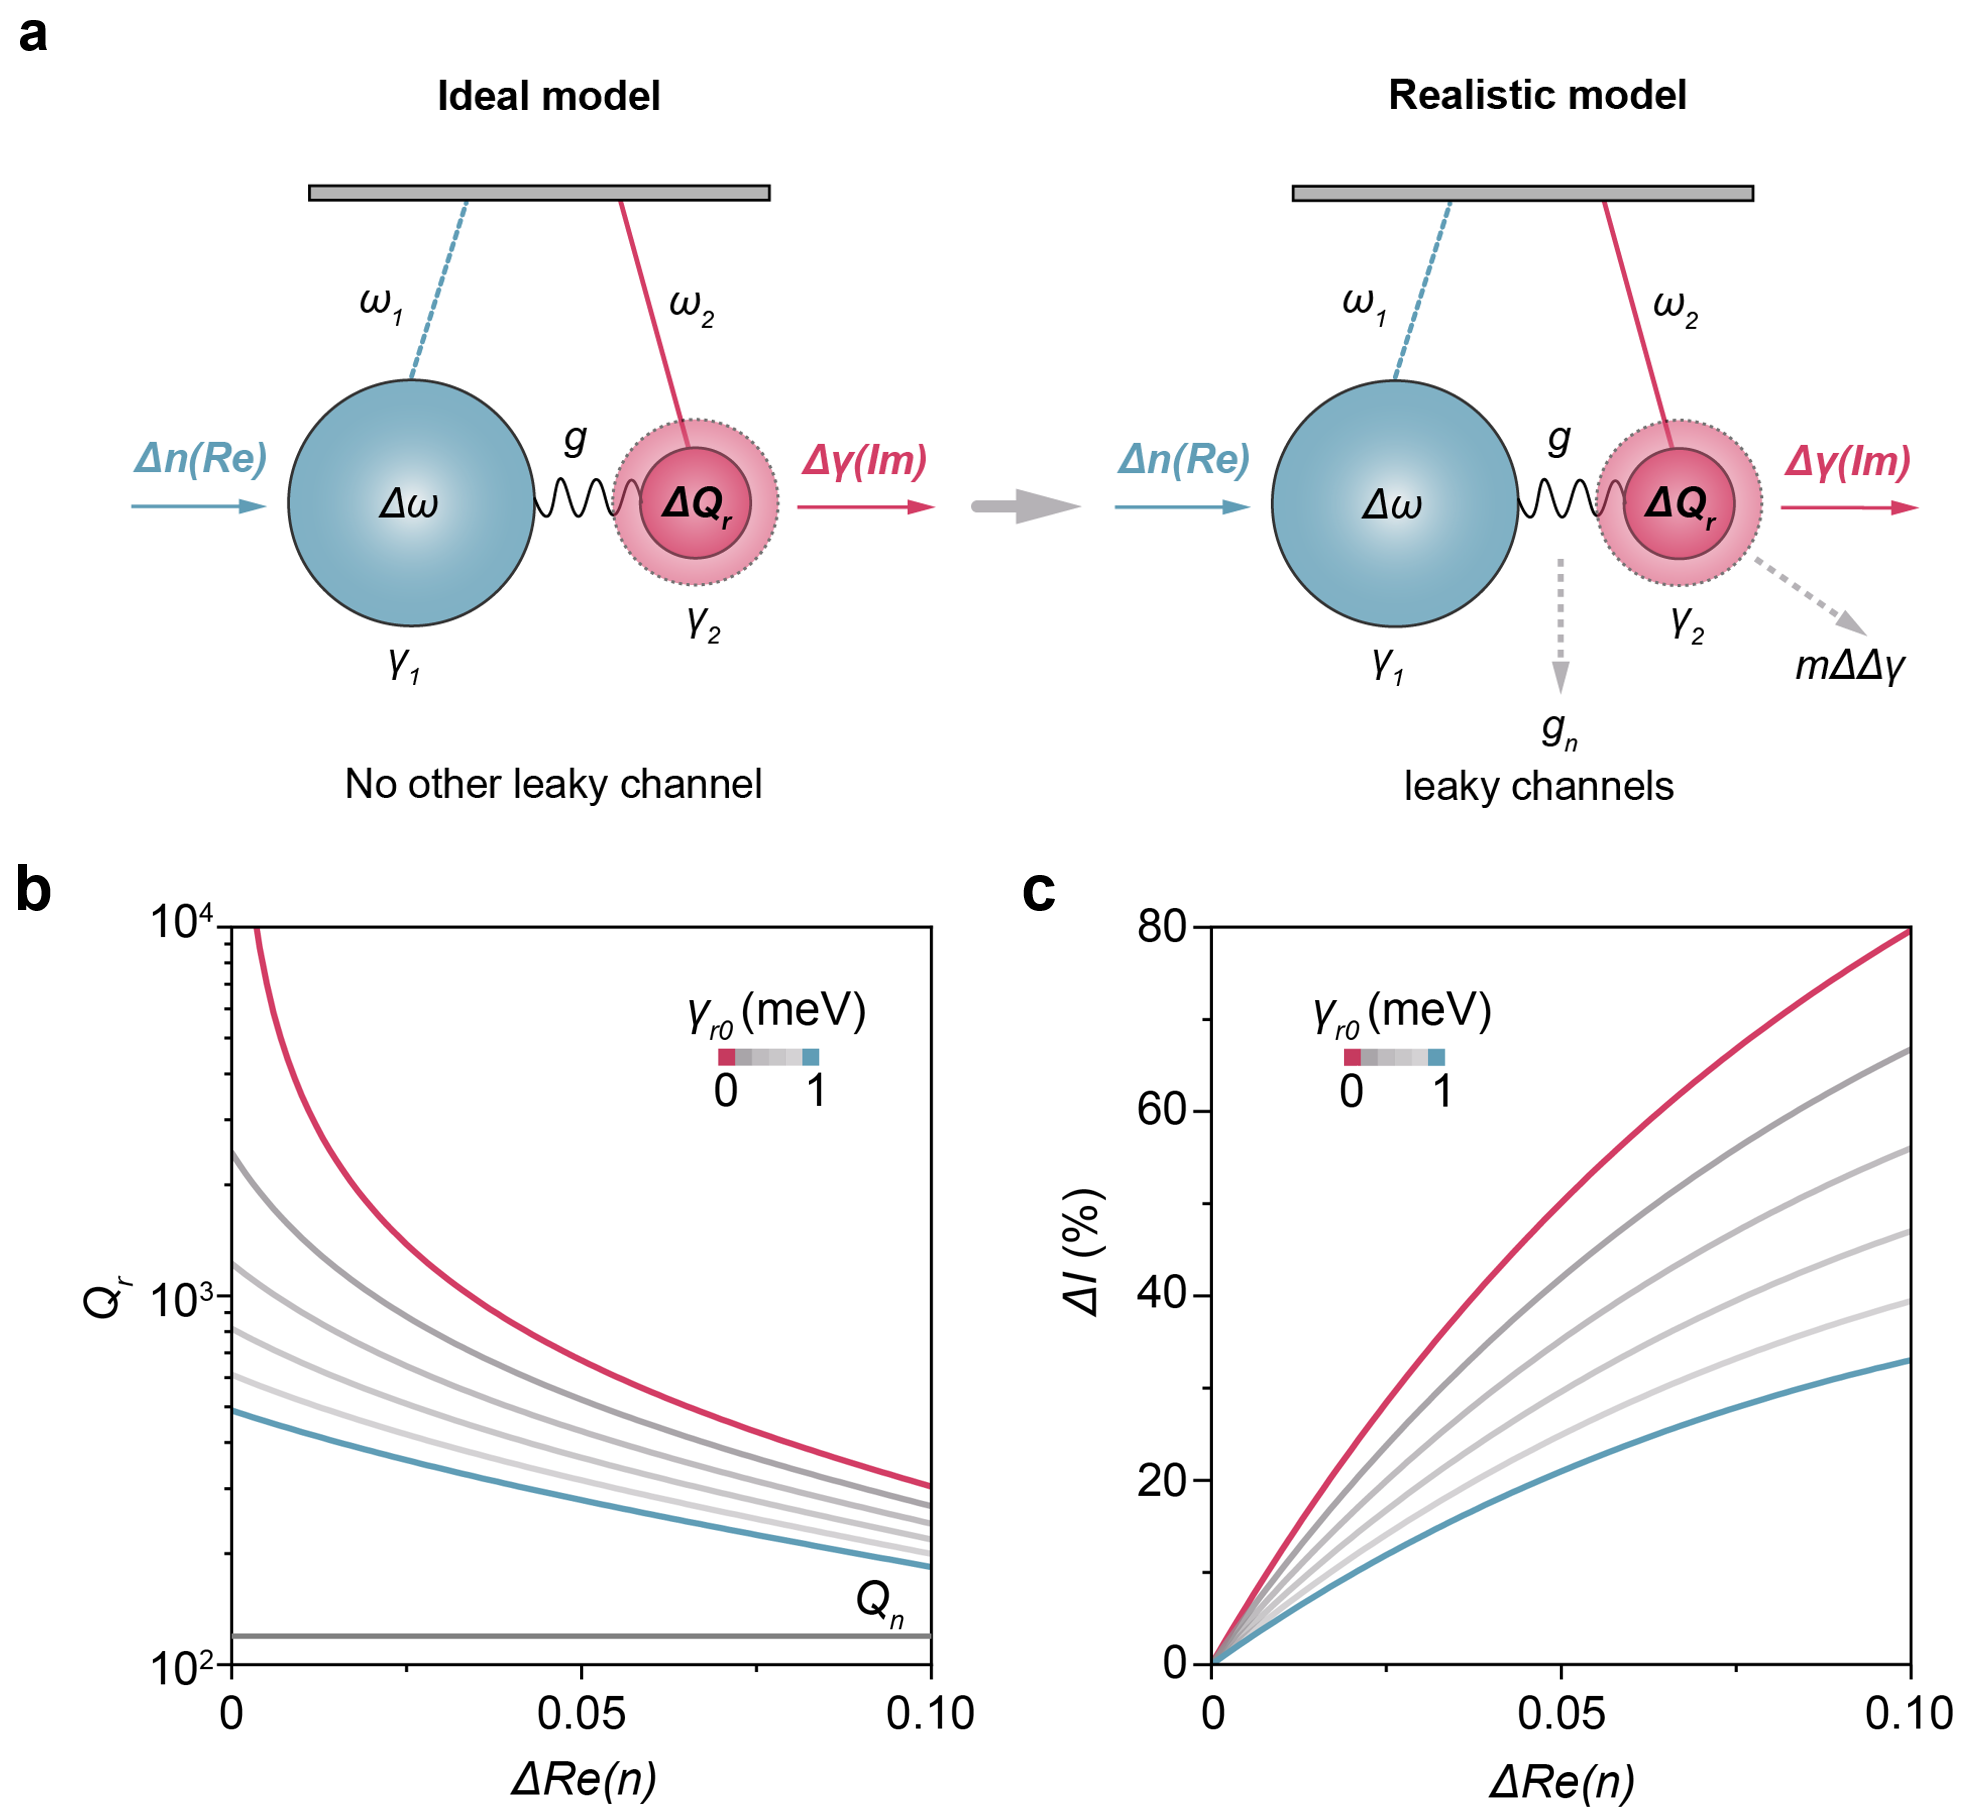 a
Ideal model
Realistic model
ω1
ω2
ω1
ω2
Δn(Re)
Δω
g
ΔQr
Δγ(Im)
Δn(Re)
Δω
g
ΔQr
Δγ(Im)
γ1
γ2
γ1
γ2
mΔΔγ
gn
No other leaky channel
leaky channels
b
10^4
10^3
10^2
Qr
γr0 (meV)
0 1
Qn
0 0.05 0.10
ΔRe(n)
c
80
60
40
20
0
ΔI (%)
γr0 (meV)
0 1
0 0.05 0.10
ΔRe(n)